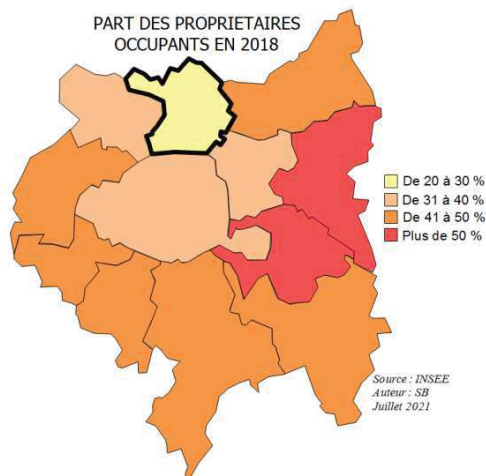 PART DES PROPRIETAIRES
OCCUPANTS EN 2018
De 20 à 30 %
De 31 à 40 %
De 41 à 50 %
Plus de 50 %
Source : INSEE
Auteur : SB
Juillet 2021